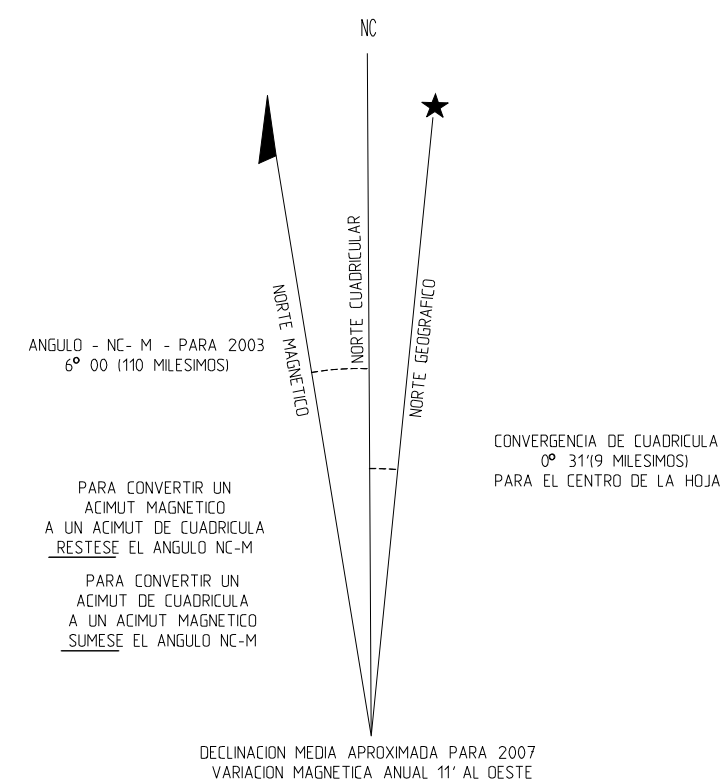 NC
NORTE MAGNETICO
NORTE CUADRICULAR
NORTE GEOGRAFICO
ANGULO - NC- M - PARA 2003
6° 00 (110 MILESIMOS)
CONVERGENCIA DE CUADRICULA
0° 31'(9 MILESIMOS)
PARA EL CENTRO DE LA HOJA
PARA CONVERTIR UN
ACIMUT MAGNETICO
A UN ACIMUT DE CUADRICULA
RESTESE EL ANGULO NC-M
PARA CONVERTIR UN
ACIMUT DE CUADRICULA
A UN ACIMUT MAGNETICO
SUMESE EL ANGULO NC-M
DECLINACION MEDIA APROXIMADA PARA 2007
VARIACION MAGNETICA ANUAL 11' AL OESTE